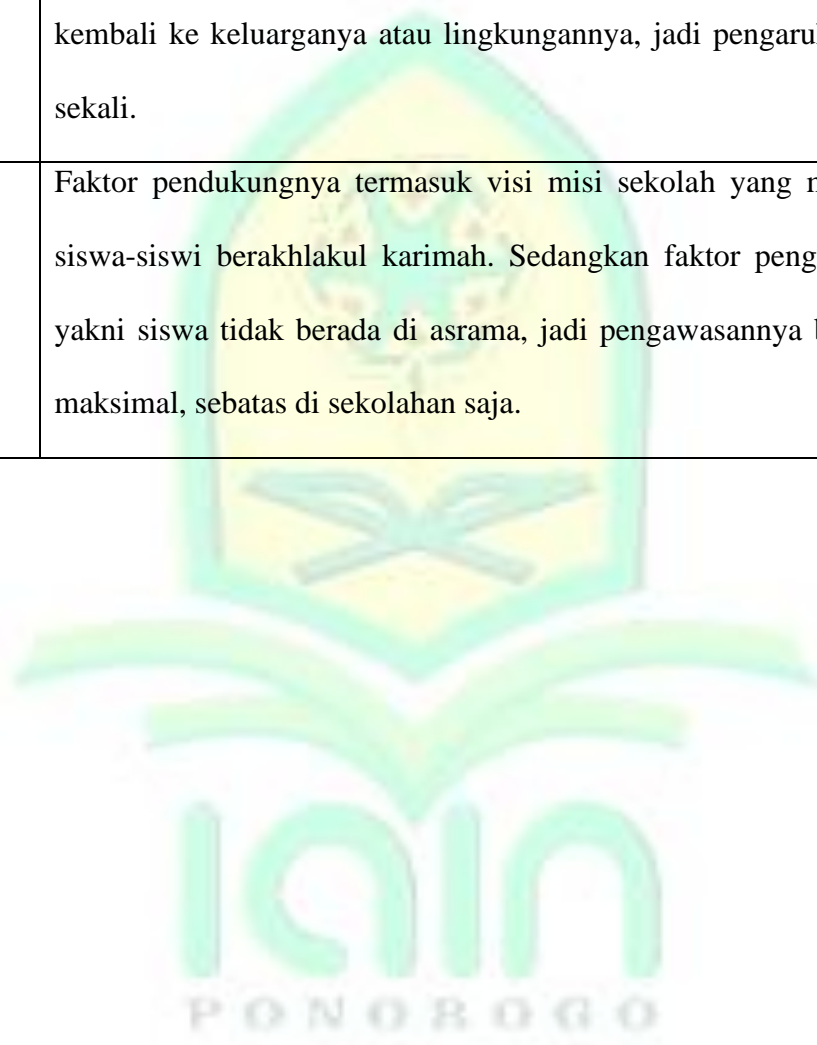 kembali ke keluarganya atau lingkungannya, jadi
sekali.
Faktor pendukungnya termasuk visi misi sekolah yang
siswa-siswi berakhlakul karimah. Sedangkan faktor
yakni siswa tidak berada di asrama, jadi pengawasannya
maksimal, sebatas di sekolahan saja.
iain
PONOROGO